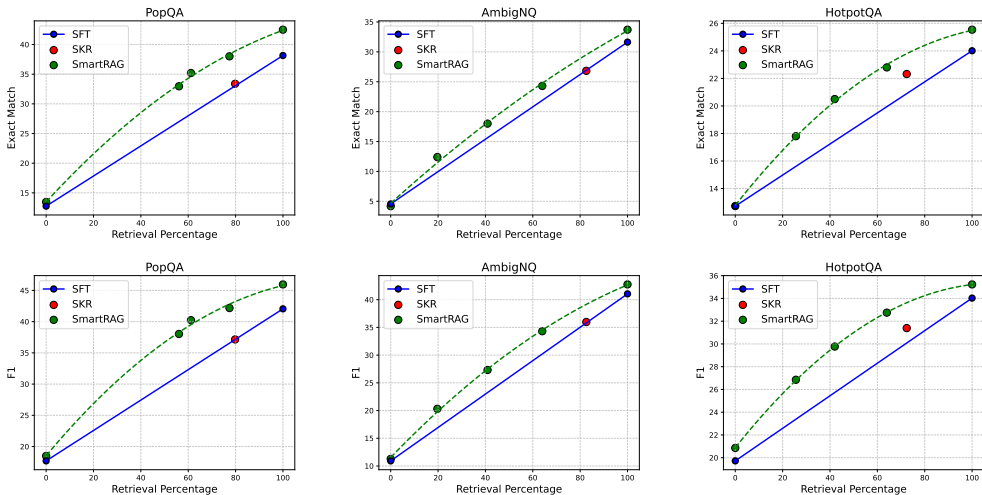 PopQA
SFT
SKR
SmartRAG
Exact Match
40
35
30
25
20
15
0 20 40 60 80 100
Retrieval Percentage
AmbigNQ
SFT
SKR
SmartRAG
Exact Match
35
30
25
20
15
10
5
0 20 40 60 80 100
Retrieval Percentage
HotpotQA
SFT
SKR
SmartRAG
Exact Match
26
24
22
20
18
16
14
0 20 40 60 80 100
Retrieval Percentage
PopQA
SFT
SKR
SmartRAG
F1
45
40
35
30
25
20
0 20 40 60 80 100
Retrieval Percentage
AmbigNQ
SFT
SKR
SmartRAG
F1
40
35
30
25
20
15
10
0 20 40 60 80 100
Retrieval Percentage
HotpotQA
SFT
SKR
SmartRAG
F1
36
34
32
30
28
26
24
22
20
0 20 40 60 80 100
Retrieval Percentage